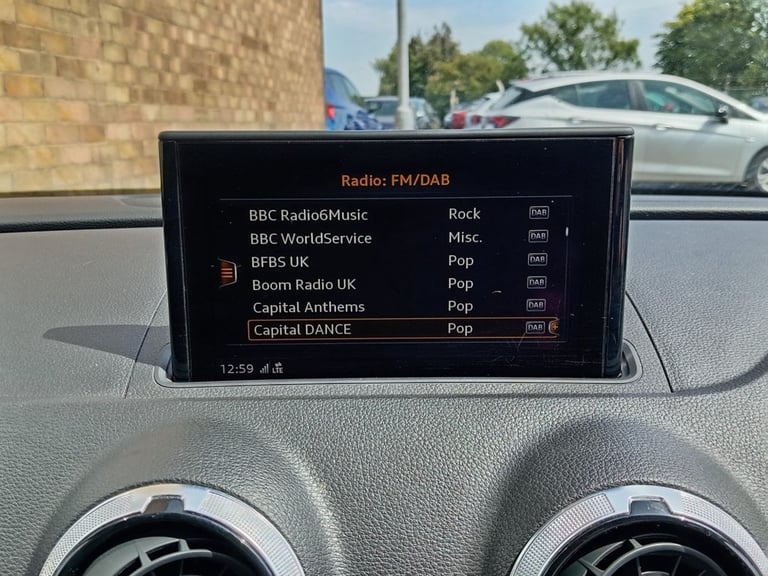 Radio: FM/DAB
BBC Radio6Music Rock DAB
BBC WorldService Misc. DAB
BFBS UK Pop DAB
Boom Radio UK Pop DAB
Capital Anthems Pop DAB
Capital DANCE Pop DAB
12:59 LTE